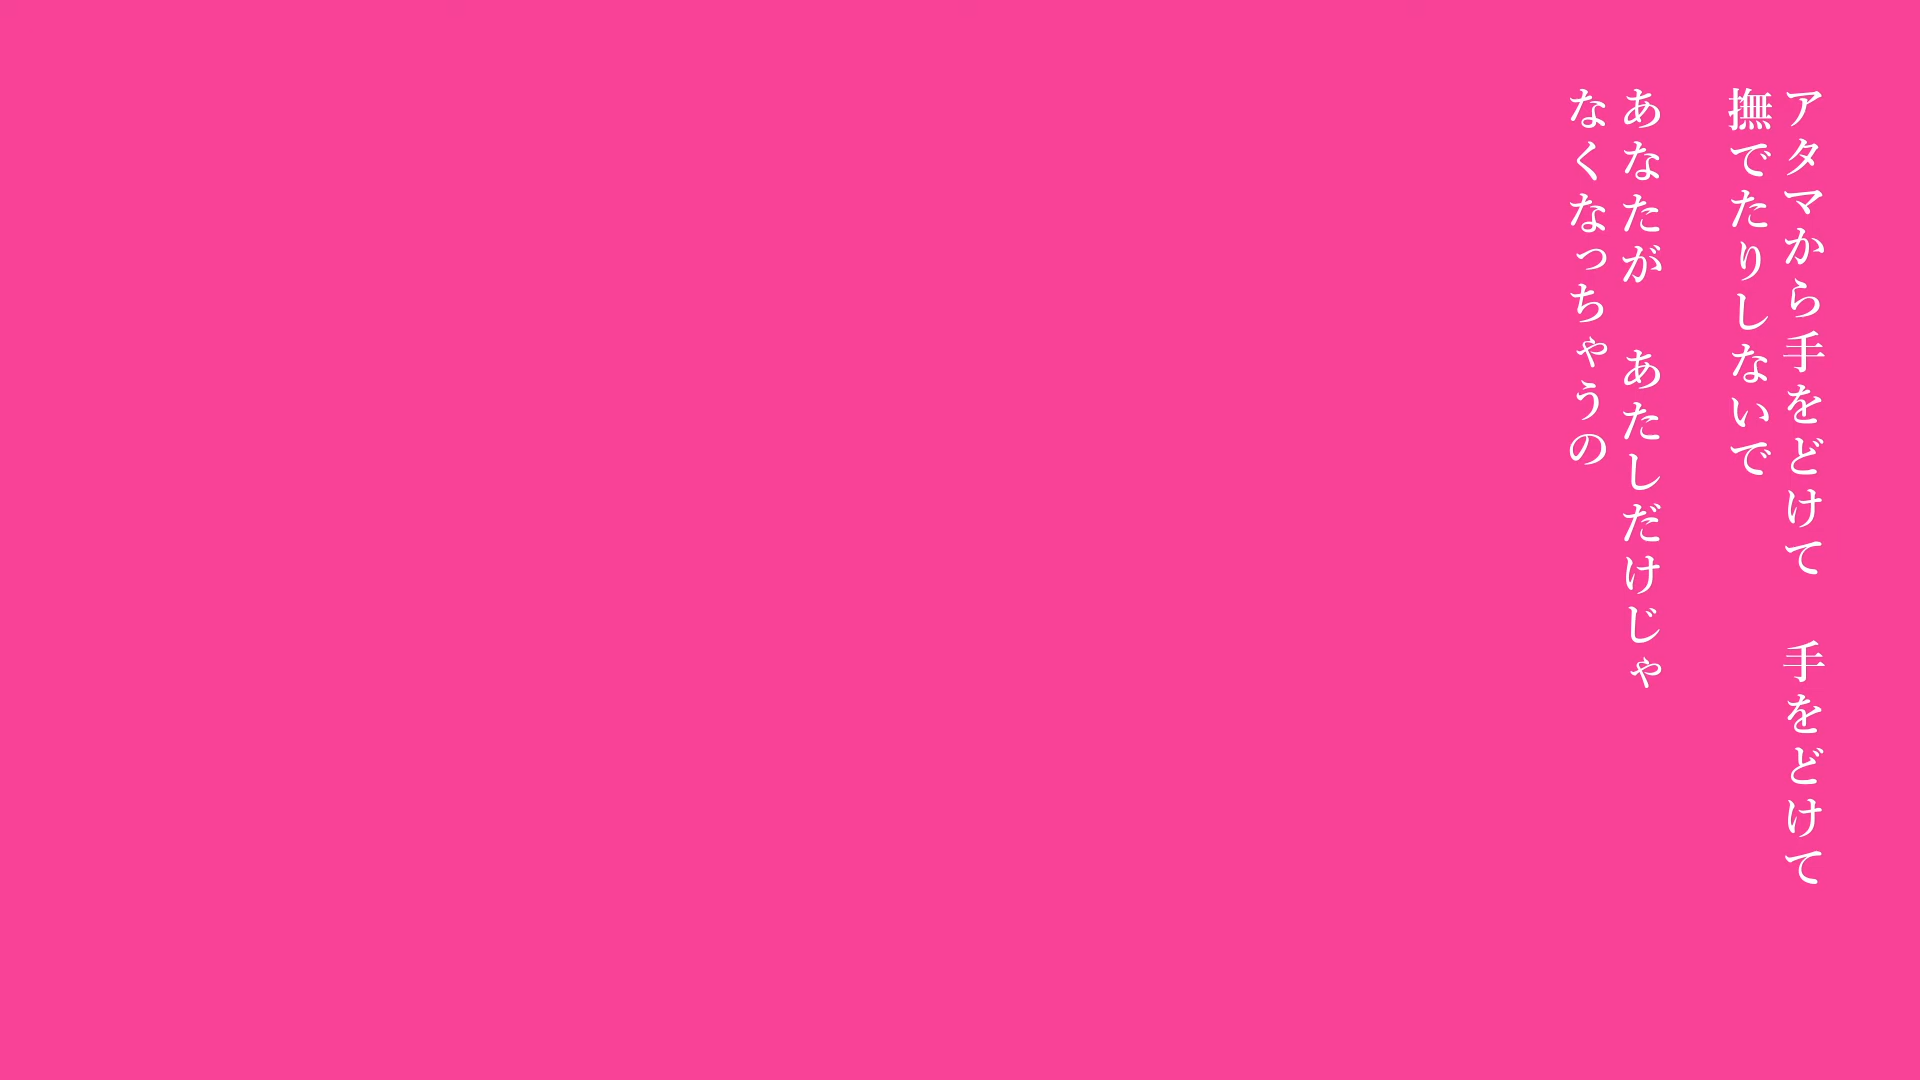 アタマから手をどけて　手をどけて
撫でたりしないで
あなたが　あたしだけじゃ
なくなっちゃうの